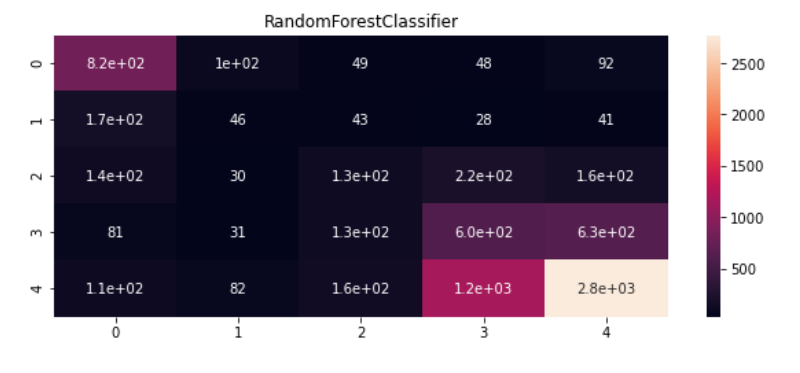 RandomForestClassifier
0 8.2e+02 1e+02 49 48 92
1 1.7e+02 46 43 28 41
2 1.4e+02 30 1.3e+02 2.2e+02 1.6e+02
3 81 31 1.3e+02 6.0e+02 6.3e+02
4 1.1e+02 82 1.6e+02 1.2e+03 2.8e+03
0 1 2 3 4
2500
2000
1500
1000
500